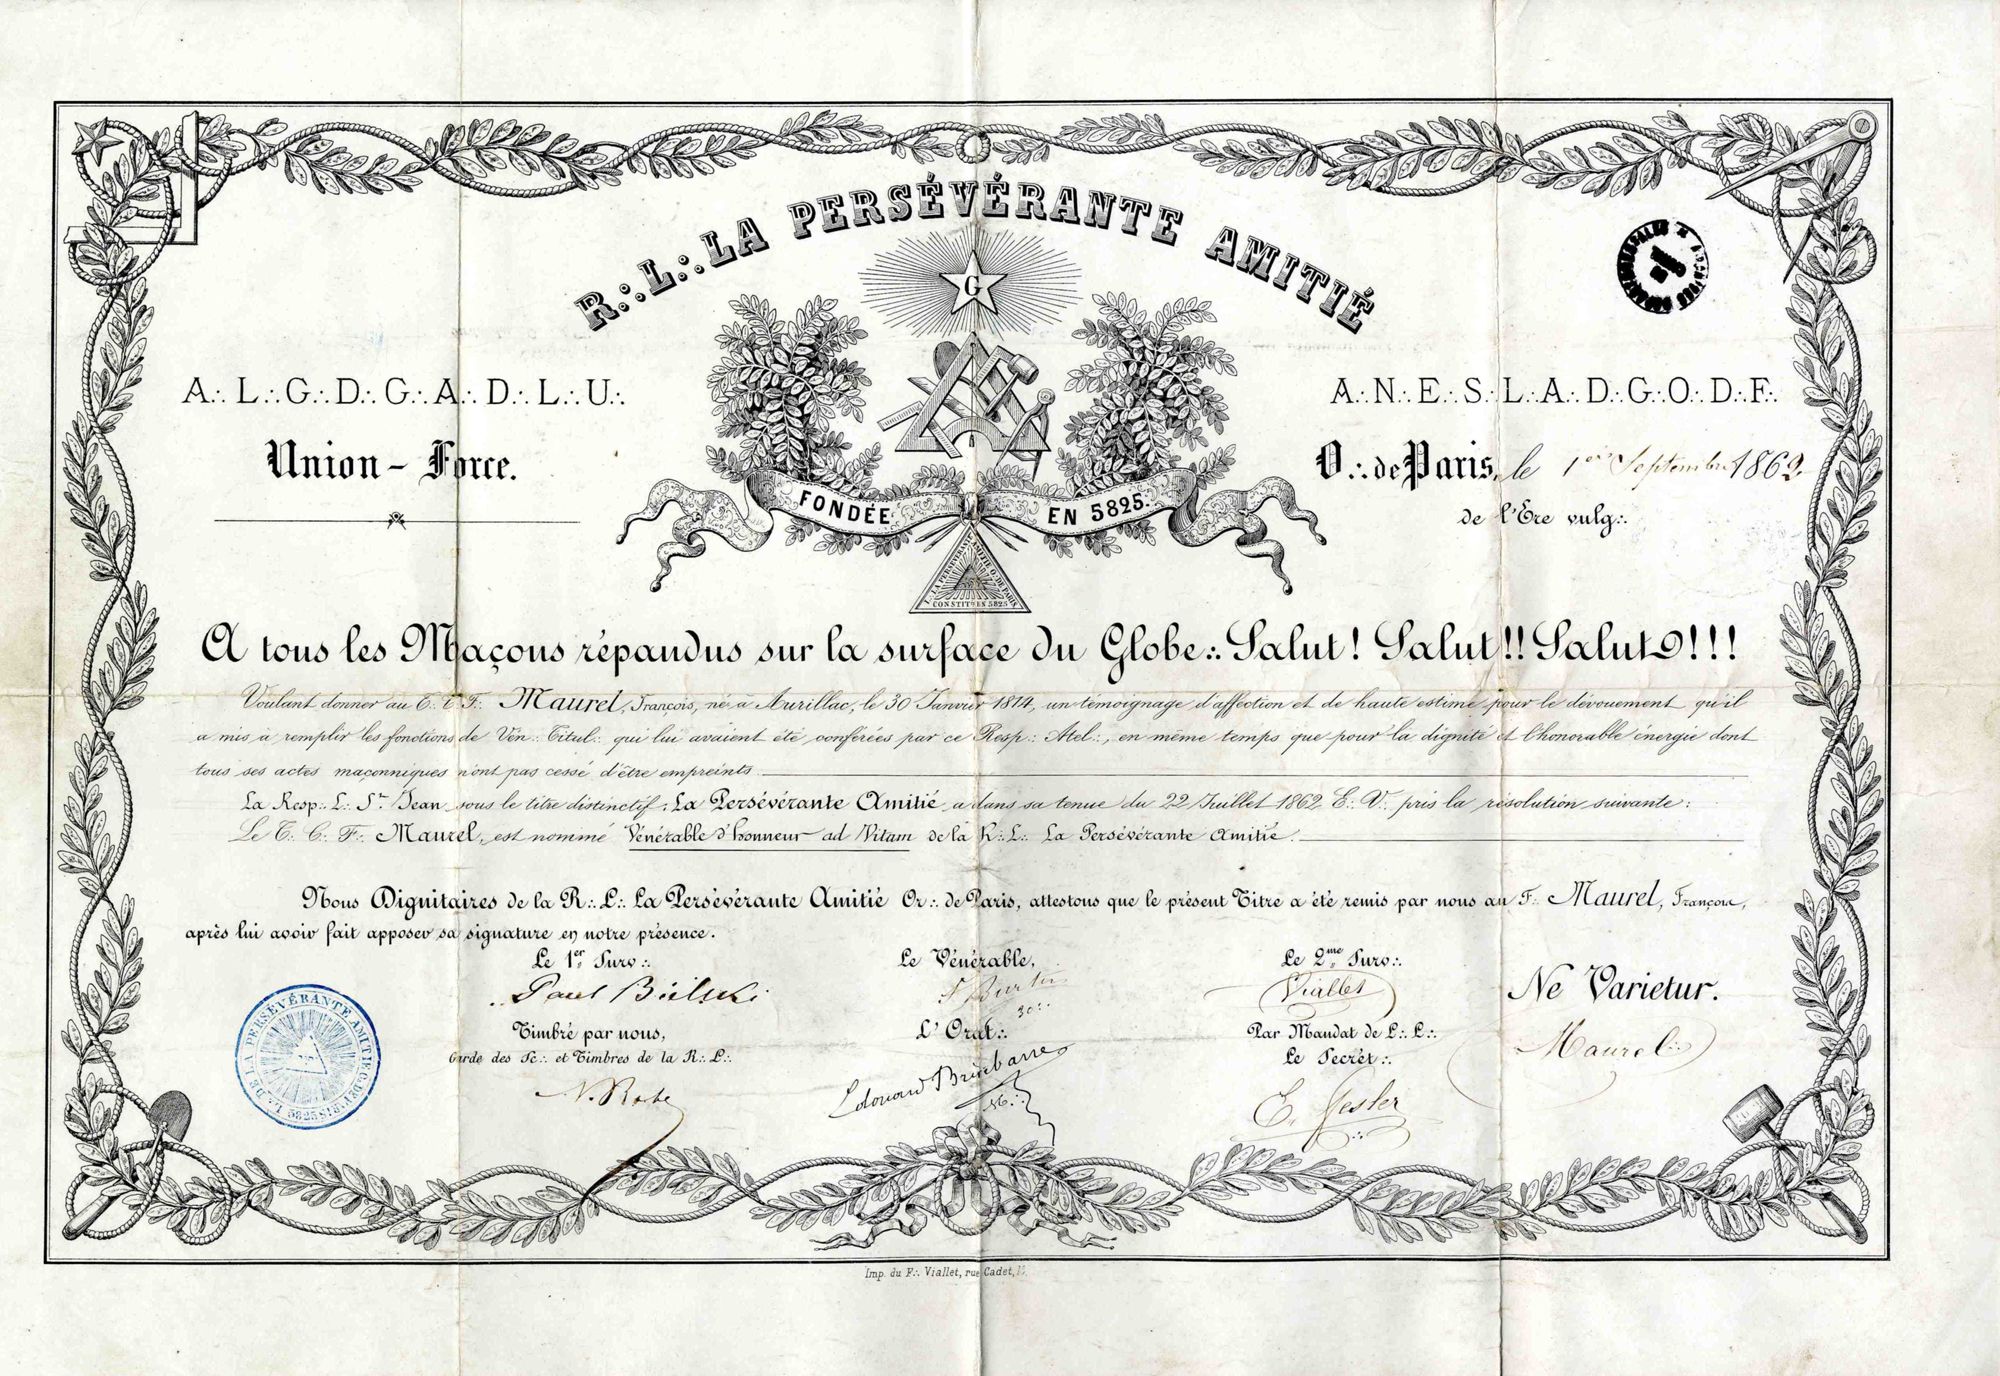 R∴ L∴ LA PERSÉVÉRANTE AMITIÉ
G
A∴ L∴ G∴ D∴ G∴ A∴ D∴ L∴ U∴
A∴ N∴ E∴ S∴ L∴ A∴ D∴ G∴ O∴ D∴ F∴
Union - Force.
O∴ de Paris, le 1er Septembre 1862
de l'Ère vulg∴
FONDÉE EN 5825.
CONSTITUÉE EN 5825
A tous les Maçons répandus sur la surface du Globe∴ Salut! Salut!! Salut!!!
Voulant donner au C∴ T∴ F∴ Maurel, François, né à Aurillac, le 30 Janvier 1814, un témoignage d'affection et de haute estime pour le dévouement qu'il
a mis à remplir les fonctions de Vén∴ Titul∴ qui lui avaient été conférées par ce Resp∴ Atel∴, en même temps que pour la dignité et l'honorable énergie dont
tous ses actes maçonniques n'ont pas cessé d'être empreints.
La Resp∴ L∴ St Jean sous le titre distinctif: La Persévérante Amitié a dans sa tenue du 22 Juillet 1862 E∴ V∴ pris la résolution suivante:
Le T∴ C∴ F∴ Maurel, est nommé Vénérable d'honneur ad Vitam de la R∴ L∴ La Persévérante Amitié.
Nous Dignitaires de la R∴ L∴ La Persévérante Amitié Or∴ de Paris, attestons que le présent Titre a été remis par nous au F∴ Maurel, François,
après lui avoir fait apposer sa signature en notre présence.
Le 1er Surv∴
Le Vénérable,
Le 2me Surv∴
Paul Bielski
30∴
Viallet
Ne Varietur.
Timbré par nous,
Garde des Sc∴ et Timbres de la R∴ L∴
L'Orat∴
Par Mandat de L∴ L∴
Le Secrét∴
Maurel
Edouard
E. Gesler
LA PERSÉVÉRANTE AMITIÉ
5825
Imp. du F∴ Viallet, rue Cadet,